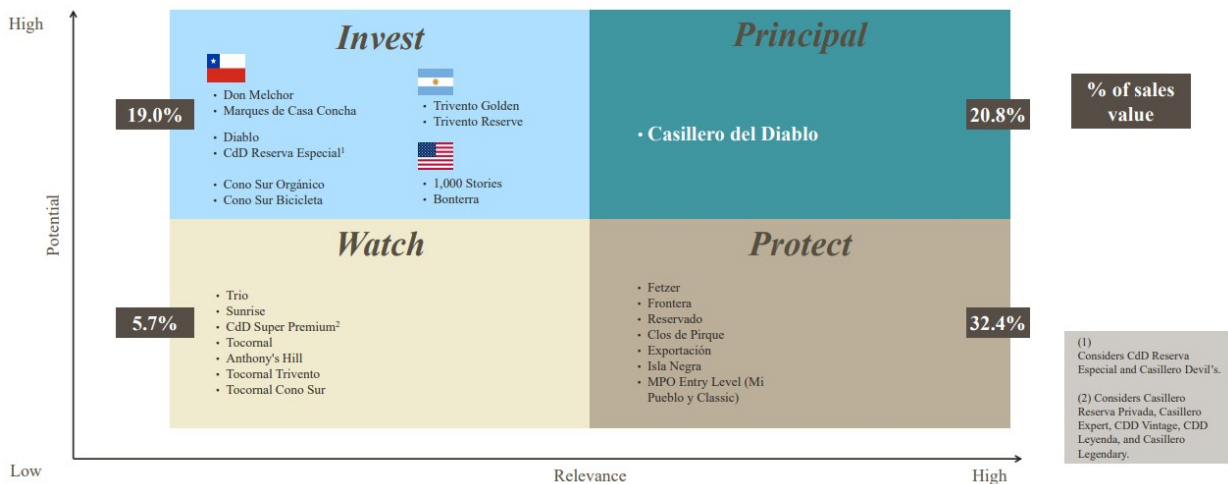 High
Invest
Principal
• Don Melchor
• Marques de Casa Concha
• Diablo
• CdD Reserva Especial1
• Cono Sur Orgánico
• Cono Sur Bicicleta
• Trivento Golden
• Trivento Reserve
• 1,000 Stories
• Bonterra
19.0%
• Casillero del Diablo
20.8%
% of sales
value
Potential
Watch
Protect
• Trio
• Sunrise
• CdD Super Premium2
• Tocornal
• Anthony's Hill
• Tocornal Trivento
• Tocornal Cono Sur
5.7%
• Fetzer
• Frontera
• Reservado
• Clos de Pirque
• Exportación
• Isla Negra
• MPO Entry Level (Mi
Pueblo y Classic)
32.4%
(1)
Considers CdD Reserva
Especial and Casillero Devil's.
(2) Considers Casillero
Reserva Privada, Casillero
Expert, CDD Vintage, CDD
Leyenda, and Casillero
Legendary.
Low
Relevance
High